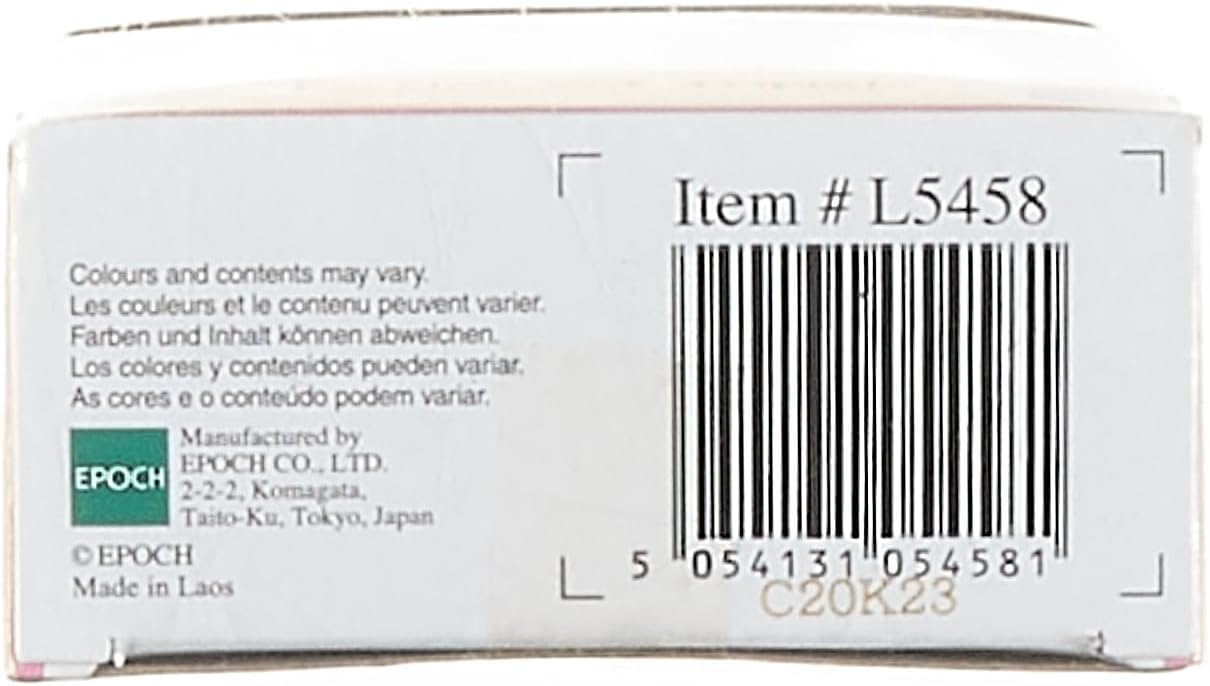 Item # L5458
Colours and contents may vary.
Les couleurs et le contenu peuvent varier.
Farben und Inhalt können abweichen.
Los colores y contenidos pueden variar.
As cores e o conteúdo podem variar.
EPOCH
Manufactured by
EPOCH CO., LTD.
2-2-2, Komagata,
Taito-Ku, Tokyo, Japan
© EPOCH
Made in Laos
5 054131 054581
C20K23